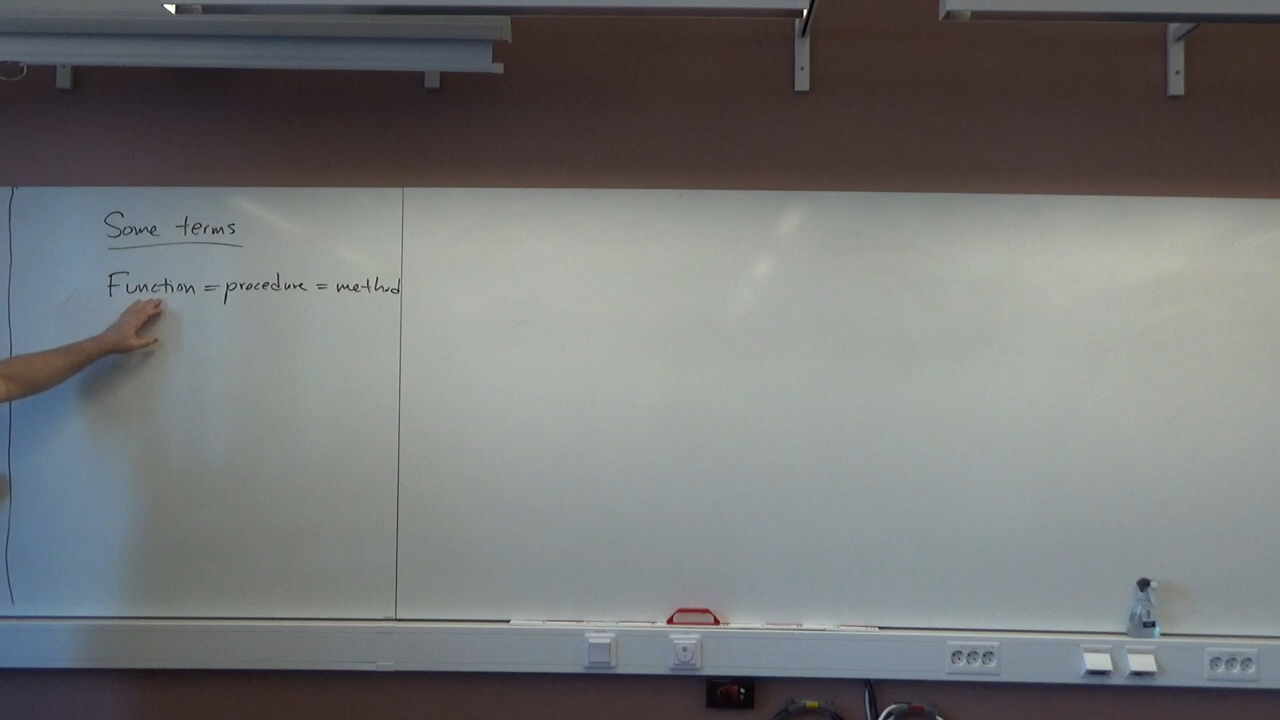 Some terms
Function = procedure = method